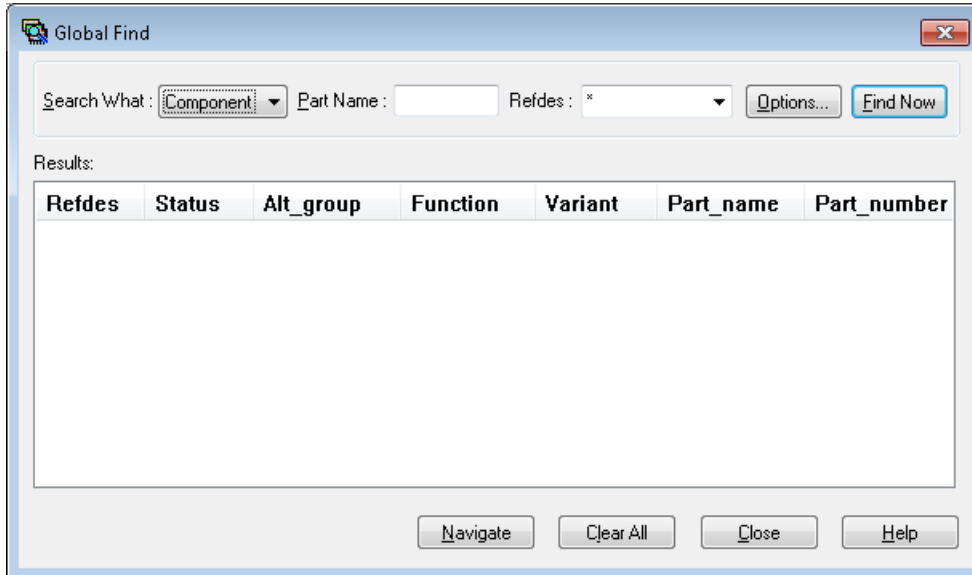 Global Find
Search What : Component Part Name : Refdes : * Options... Find Now
Results:
Refdes Status Alt_group Function Variant Part_name Part_number
Navigate Clear All Close Help